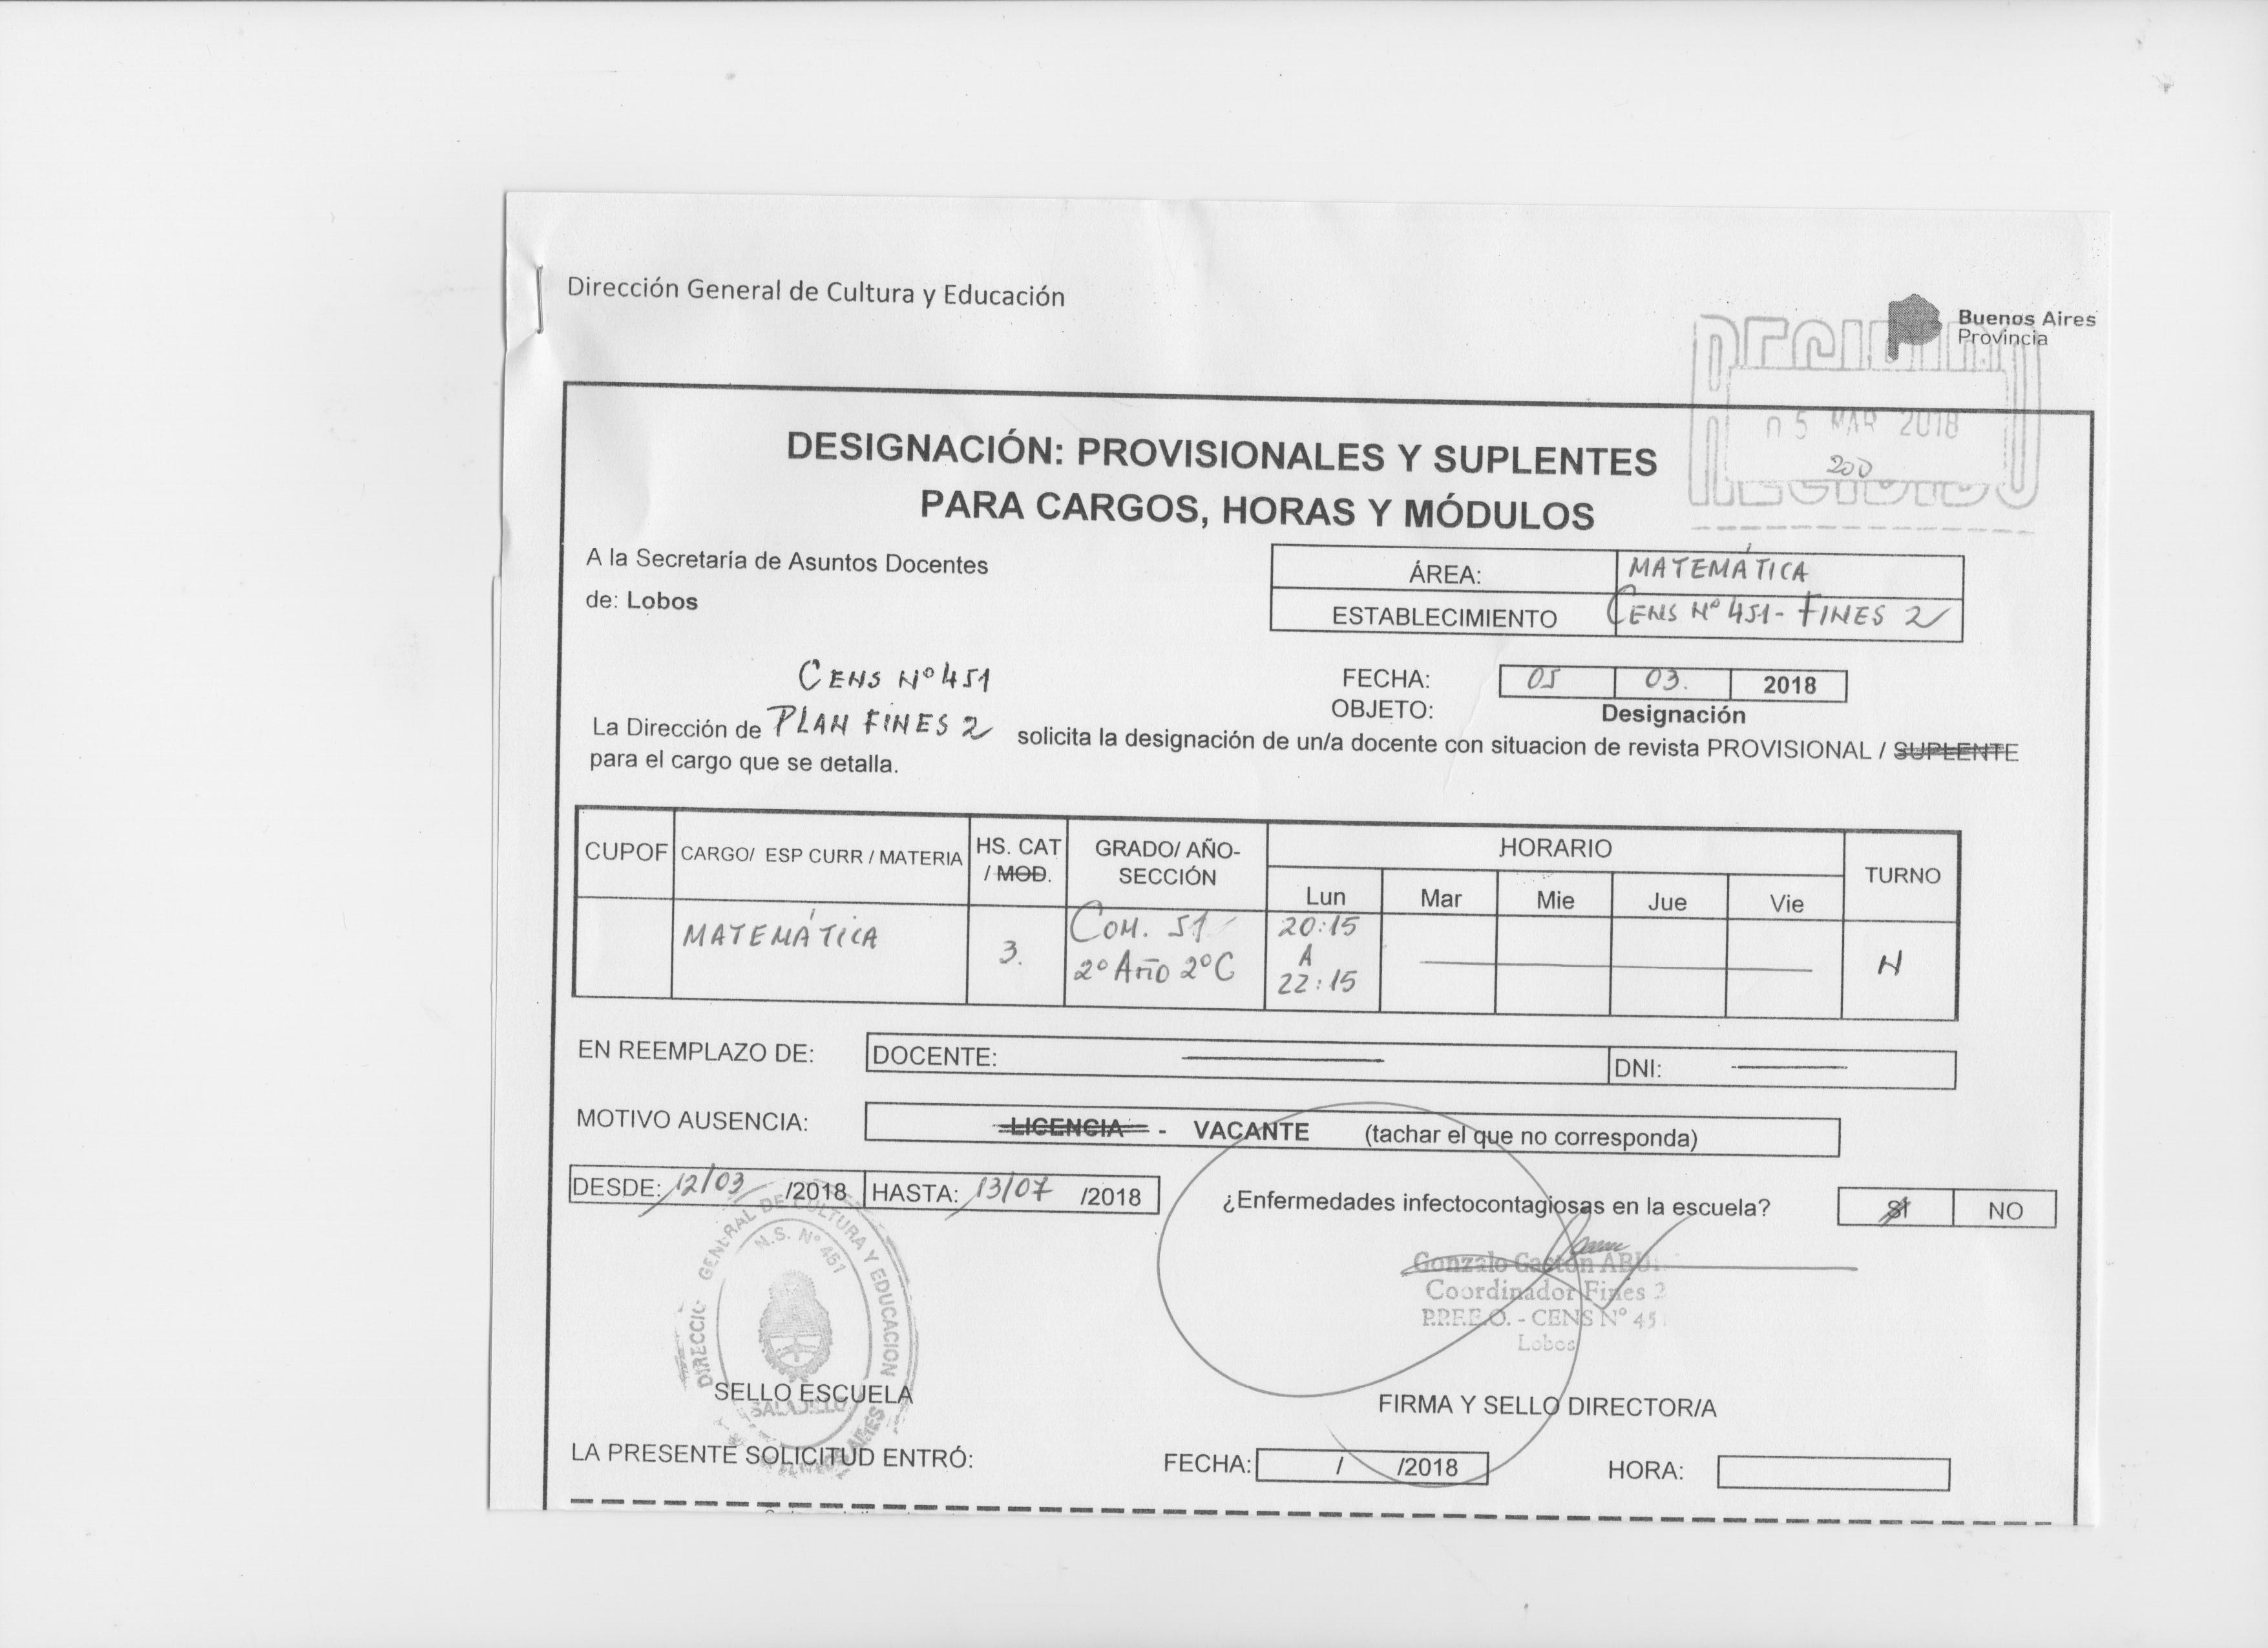 Dirección General de Cultura y Educación
Buenos Aires
Provincia
05 MAR 2018
200
DESIGNACIÓN: PROVISIONALES Y SUPLENTES
PARA CARGOS, HORAS Y MÓDULOS
A la Secretaría de Asuntos Docentes
de: Lobos
ÁREA: MATEMÁTICA
ESTABLECIMIENTO CENS Nº 451- FINES 2
CENS Nº 451
FECHA: 05 03. 2018
OBJETO: Designación
La Dirección de PLAN FINES 2 solicita la designación de un/a docente con situacion de revista PROVISIONAL / SUPLENTE
para el cargo que se detalla.
CUPOF CARGO/ ESP CURR / MATERIA HS. CAT / MOD. GRADO/ AÑO- SECCIÓN HORARIO TURNO
Lun Mar Mie Jue Vie
MATEMÁTICA 3. COM. 51 2º AÑO 2ºC 20:15 A 22:15 N
EN REEMPLAZO DE: DOCENTE: DNI:
MOTIVO AUSENCIA: LICENCIA - VACANTE (tachar el que no corresponda)
DESDE: 12/03 /2018 HASTA: 13/07 /2018
¿Enfermedades infectocontagiosas en la escuela? SI NO
GENERAL DE CULTURA Y EDUCACION
Gonzalo Gastón
Coordinador Fines 2
CENS Nº
Lobos
SALADILLO
SELLO ESCUELA
FIRMA Y SELLO DIRECTOR/A
LA PRESENTE SOLICITUD ENTRÓ: FECHA: / /2018 HORA: